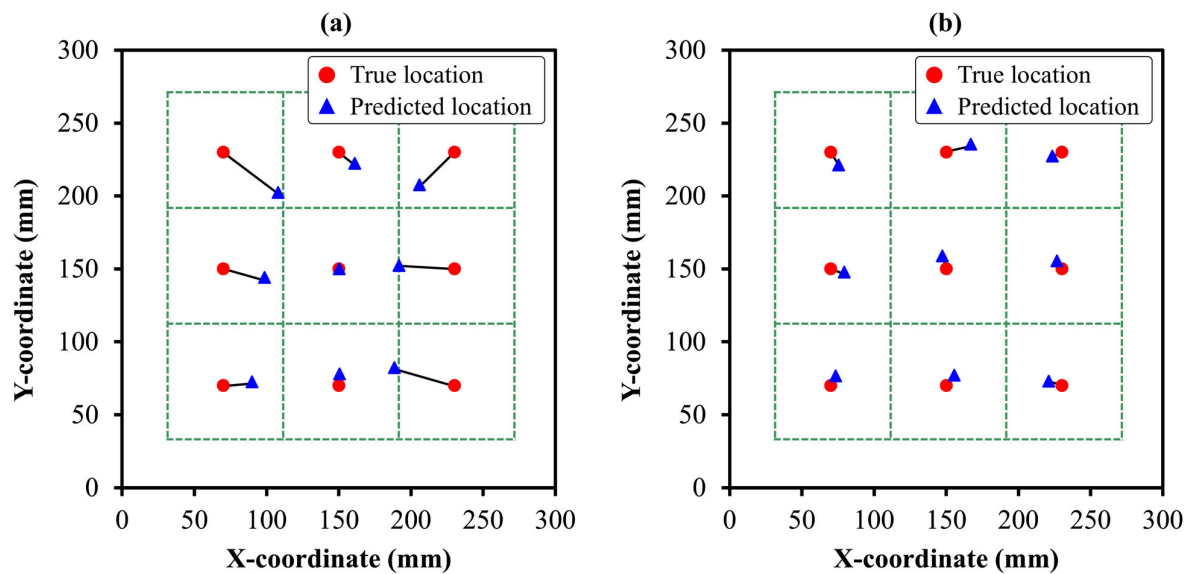 (a)
True location
Predicted location
Y-coordinate (mm)
300
250
200
150
100
50
0
0 50 100 150 200 250 300
X-coordinate (mm)
(b)
True location
Predicted location
Y-coordinate (mm)
300
250
200
150
100
50
0
0 50 100 150 200 250 300
X-coordinate (mm)